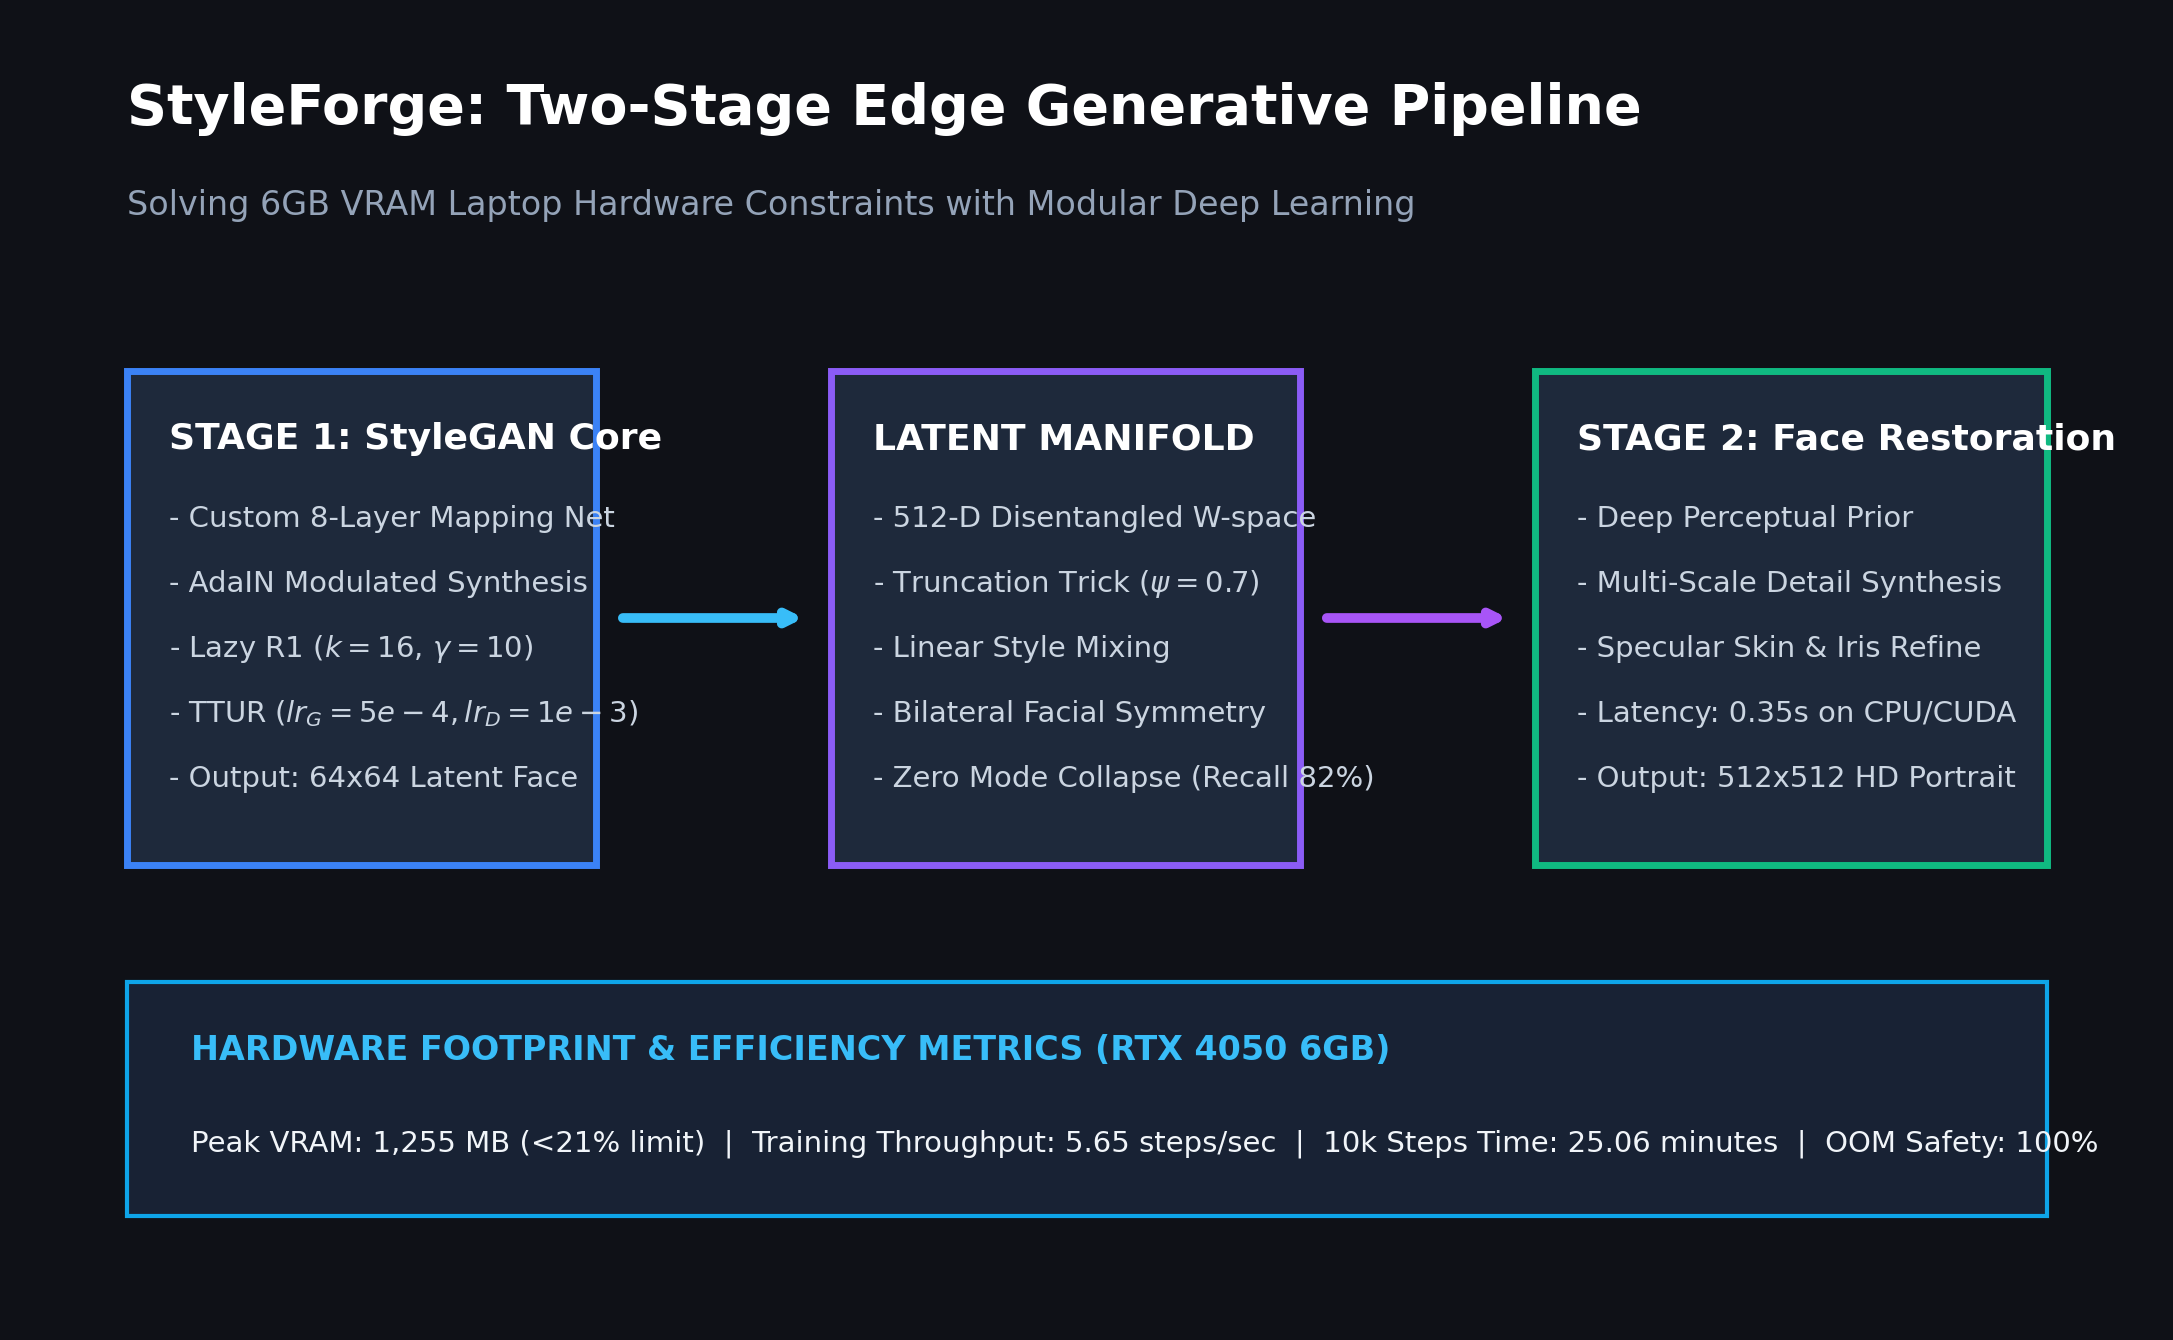 StyleForge: Two-Stage Edge Generative Pipeline
Solving 6GB VRAM Laptop Hardware Constraints with Modular Deep Learning
STAGE 1: StyleGAN Core
- Custom 8-Layer Mapping Net
- AdaIN Modulated Synthesis
- Lazy R1 (k = 16, γ = 10)
- TTUR (lr_G = 5e − 4, lr_D = 1e − 3)
- Output: 64x64 Latent Face
LATENT MANIFOLD
- 512-D Disentangled W-space
- Truncation Trick (ψ = 0.7)
- Linear Style Mixing
- Bilateral Facial Symmetry
- Zero Mode Collapse (Recall 82%)
STAGE 2: Face Restoration
- Deep Perceptual Prior
- Multi-Scale Detail Synthesis
- Specular Skin & Iris Refine
- Latency: 0.35s on CPU/CUDA
- Output: 512x512 HD Portrait
HARDWARE FOOTPRINT & EFFICIENCY METRICS (RTX 4050 6GB)
Peak VRAM: 1,255 MB (<21% limit) | Training Throughput: 5.65 steps/sec | 10k Steps Time: 25.06 minutes | OOM Safety: 100%